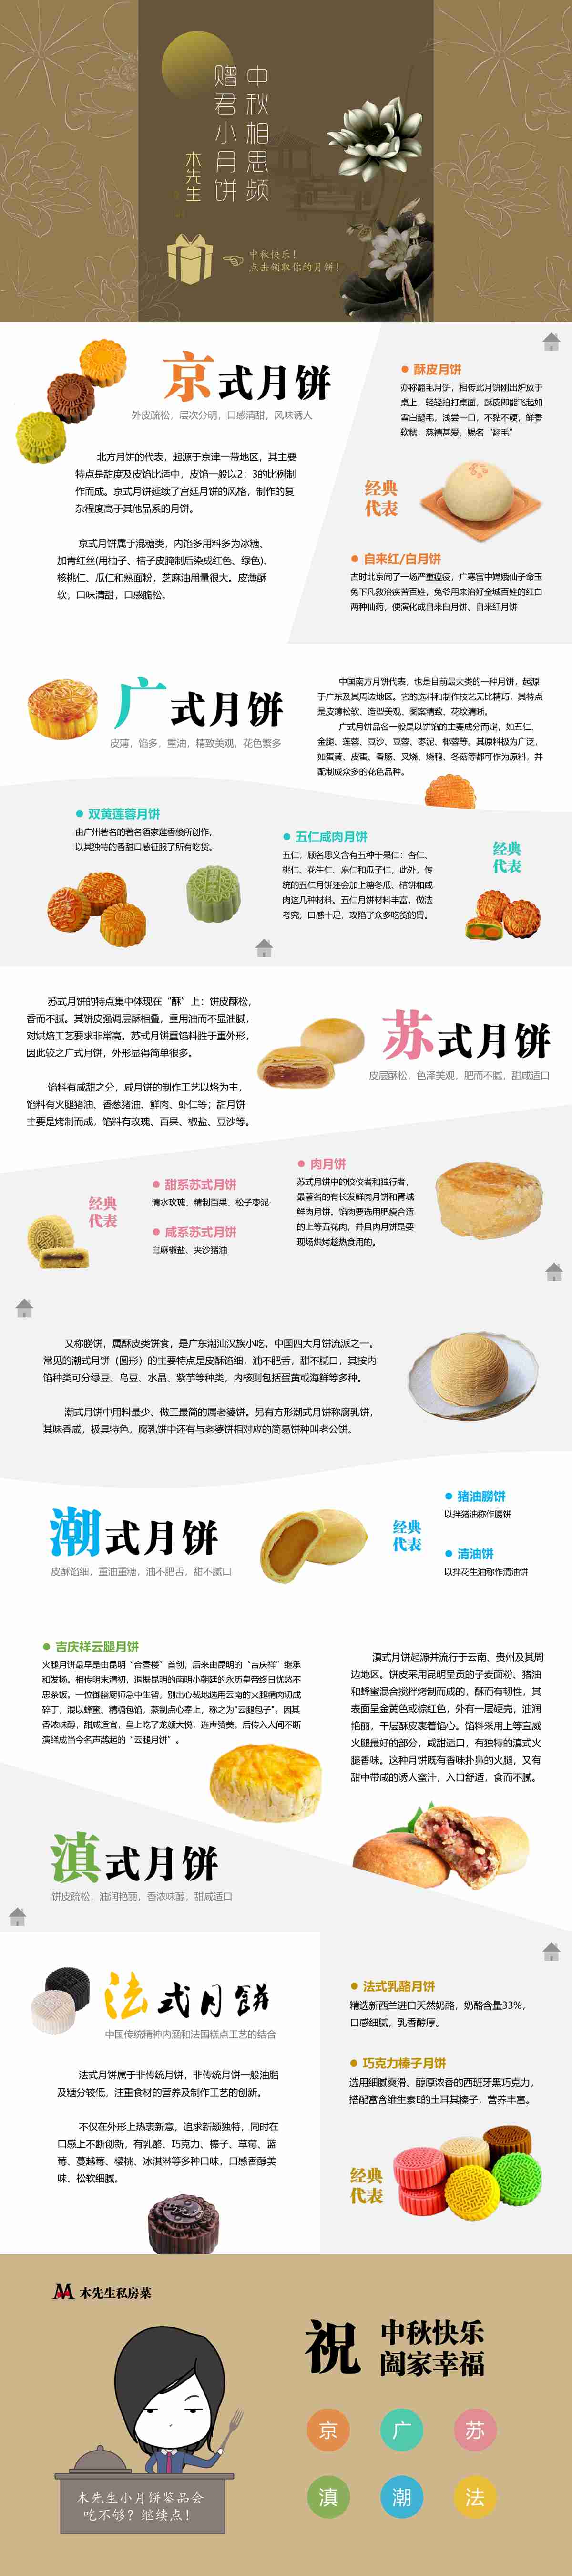 中秋相思频
赠君小月饼
木先生
中秋快乐！
点击领取你的月饼！
京式月饼
外皮疏松，层次分明，口感清甜，风味诱人
北方月饼的代表，起源于京津一带地区，其主要
特点是甜度及皮馅比适中，皮馅一般以2：3的比例制
作而成。京式月饼延续了宫廷月饼的风格，制作的复
杂程度高于其他品系的月饼。
京式月饼属于混糖类，内馅多用料多为冰糖、
加青红丝(用柚子、桔子皮腌制后染成红色、绿色)、
核桃仁、瓜仁和熟面粉，芝麻油用量很大。皮薄酥
软，口味清甜，口感脆松。
酥皮月饼
亦称翻毛月饼，相传此月饼刚出炉放于
桌上，轻轻拍打桌面，酥皮即能飞起如
雪白鹅毛，浅尝一口，不黏不硬，鲜香
软糯，慈禧甚爱，赐名“翻毛”
经典
代表
自来红/白月饼
古时北京闹了一场严重瘟疫，广寒宫中嫦娥仙子命玉
兔下凡救治疾苦百姓，兔爷用来治好全城百姓的红白
两种仙药，便演化成自来白月饼、自来红月饼
广式月饼
皮薄，馅多，重油，精致美观，花色繁多
中国南方月饼代表，也是目前最大类的一种月饼，起源
于广东及其周边地区。它的选料和制作技艺无比精巧，其特点
是皮薄松软、造型美观、图案精致、花纹清晰。
广式月饼品名一般是以饼馅的主要成分而定，如五仁、
金腿、莲蓉、豆沙、豆蓉、枣泥、椰蓉等。其原料极为广泛，
如蛋黄、皮蛋、香肠、叉烧、烧鸭、冬菇等都可作为原料，并
配制成众多的花色品种。
双黄莲蓉月饼
由广州著名的著名酒家莲香楼所创作，
以其独特的香甜口感征服了所有吃货。
五仁咸肉月饼
五仁，顾名思义含有五种干果仁：杏仁、
桃仁、花生仁、麻仁和瓜子仁，此外，传
统的五仁月饼还会加上糖冬瓜、桔饼和咸
肉这几种材料。五仁月饼材料丰富，做法
考究，口感十足，攻陷了众多吃货的胃。
经典
代表
苏式月饼的特点集中体现在“酥”上：饼皮酥松，
香而不腻。其饼皮强调层酥相叠，重用油而不显油腻，
对烘焙工艺要求非常高。苏式月饼重馅料胜于重外形，
因此较之广式月饼，外形显得简单很多。
馅料有咸甜之分，咸月饼的制作工艺以烙为主，
馅料有火腿猪油、香葱猪油、鲜肉、虾仁等；甜月饼
主要是烤制而成，馅料有玫瑰、百果、椒盐、豆沙等。
苏式月饼
皮层酥松，色泽美观，肥而不腻，甜咸适口
经典
代表
甜系苏式月饼
清水玫瑰、精制百果、松子枣泥
咸系苏式月饼
白麻椒盐、夹沙猪油
肉月饼
苏式月饼中的佼佼者和独行者，
最著名的有长发鲜肉月饼和胥城
鲜肉月饼。馅肉要选用肥瘦合适
的上等五花肉，并且肉月饼是要
现场烘烤趁热食用的。
又称朥饼，属酥皮类饼食，是广东潮汕汉族小吃，中国四大月饼流派之一。
常见的潮式月饼（圆形）的主要特点是皮酥馅细，油不肥舌，甜不腻口，其按内
馅种类可分绿豆、乌豆、水晶、紫芋等种类，内核则包括蛋黄或海鲜等多种。
潮式月饼中用料最少、做工最简的属老婆饼。另有方形潮式月饼称腐乳饼，
其味香咸，极具特色，腐乳饼中还有与老婆饼相对应的简易饼种叫老公饼。
潮式月饼
皮酥馅细，重油重糖，油不肥舌，甜不腻口
经典
代表
猪油朥饼
以拌猪油称作朥饼
清油饼
以拌花生油称作清油饼
吉庆祥云腿月饼
火腿月饼最早是由昆明“合香楼”首创，后来由昆明的“吉庆祥”继承
和发扬。相传明末清初，退据昆明的南明小朝廷的永历皇帝终日忧愁不
思茶饭。一位御膳厨师急中生智，别出心裁地选用云南的火腿精肉切成
碎丁，混以蜂蜜、精糖包馅，蒸制点心奉上，称之为“云腿包子”。因其
香浓味醇，甜咸适宜，皇上吃了龙颜大悦，连声赞美。后传入人间不断
演绎成当今名声鹊起的“云腿月饼”。
滇式月饼起源并流行于云南、贵州及其周
边地区。饼皮采用昆明呈贡的子麦面粉、猪油
和蜂蜜混合搅拌烤制而成的，酥而有韧性，其
表面呈金黄色或棕红色，外有一层硬壳，油润
艳丽，千层酥皮裹着馅心。馅料采用上等宣威
火腿最好的部分，咸甜适口，有独特的滇式火
腿香味。这种月饼既有香味扑鼻的火腿，又有
甜中带咸的诱人蜜汁，入口舒适，食而不腻。
滇式月饼
饼皮疏松，油润艳丽，香浓味醇，甜咸适口
法式月餅
中国传统精神内涵和法国糕点工艺的结合
法式月饼属于非传统月饼，非传统月饼一般油脂
及糖分较低，注重食材的营养及制作工艺的创新。
不仅在外形上热衷新意，追求新颖独特，同时在
口感上不断创新，有乳酪、巧克力、榛子、草莓、蓝
莓、蔓越莓、樱桃、冰淇淋等多种口味，口感香醇美
味、松软细腻。
法式乳酪月饼
精选新西兰进口天然奶酪，奶酪含量33%，
口感细腻，乳香醇厚。
巧克力榛子月饼
选用细腻爽滑、醇厚浓香的西班牙黑巧克力，
搭配富含维生素E的土耳其榛子，营养丰富。
经典
代表
木先生私房菜
祝
中秋快乐
阖家幸福
京 广 苏
滇 潮 法
木先生小月饼鉴品会
吃不够？继续点！